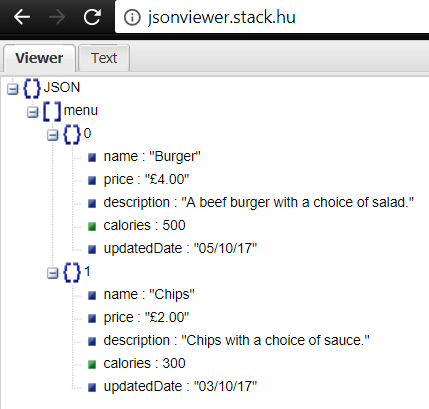 jsonviewer.stack.hu
Viewer Text
{}JSON
[]menu
{}0
name : "Burger"
price : "£4.00"
description : "A beef burger with a choice of salad."
calories : 500
updatedDate : "05/10/17"
{}1
name : "Chips"
price : "£2.00"
description : "Chips with a choice of sauce."
calories : 300
updatedDate : "03/10/17"